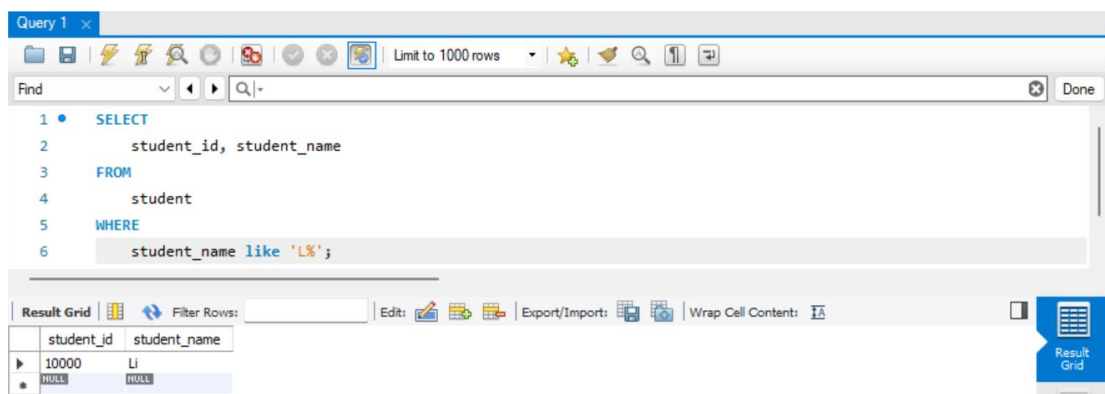 Query 1
Limit to 1000 rows
Find
Done
1 SELECT
2 student_id, student_name
3 FROM
4 student
5 WHERE
6 student_name like 'L%';
Result Grid Filter Rows: Edit: Export/Import: Wrap Cell Content:
student_id student_name
10000 Li
NULL NULL
Result
Grid